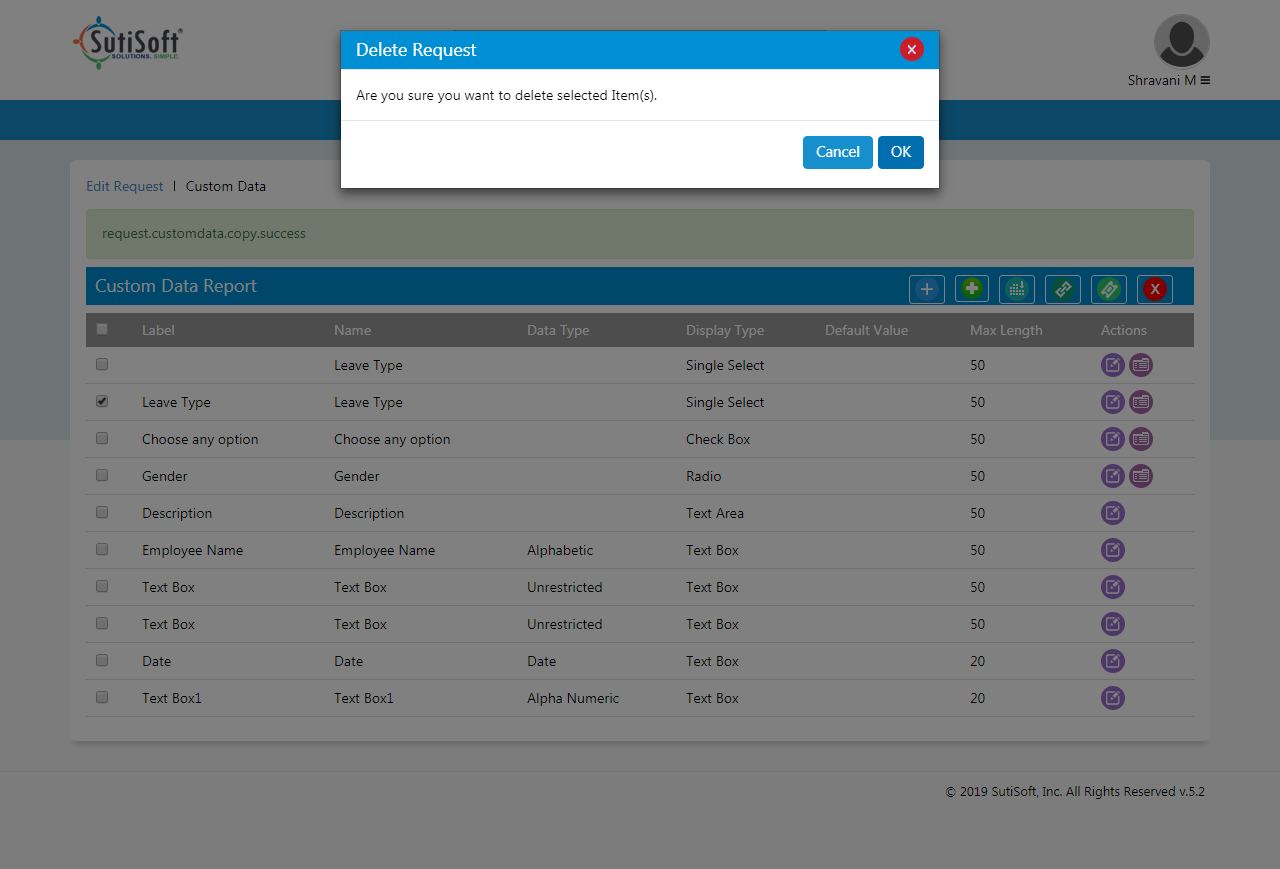 SutiSoft®
SOLUTIONS. SIMPLE.
Shravani M
Delete Request
X
Are you sure you want to delete selected Item(s).
Cancel OK
Edit Request | Custom Data
request.customdata.copy.success
Custom Data Report X
Label Name Data Type Display Type Default Value Max Length Actions
Leave Type Single Select 50
Leave Type Leave Type Single Select 50
Choose any option Choose any option Check Box 50
Gender Gender Radio 50
Description Description Text Area 50
Employee Name Employee Name Alphabetic Text Box 50
Text Box Text Box Unrestricted Text Box 50
Text Box Text Box Unrestricted Text Box 50
Date Date Date Text Box 20
Text Box1 Text Box1 Alpha Numeric Text Box 20
© 2019 SutiSoft, Inc. All Rights Reserved v.5.2